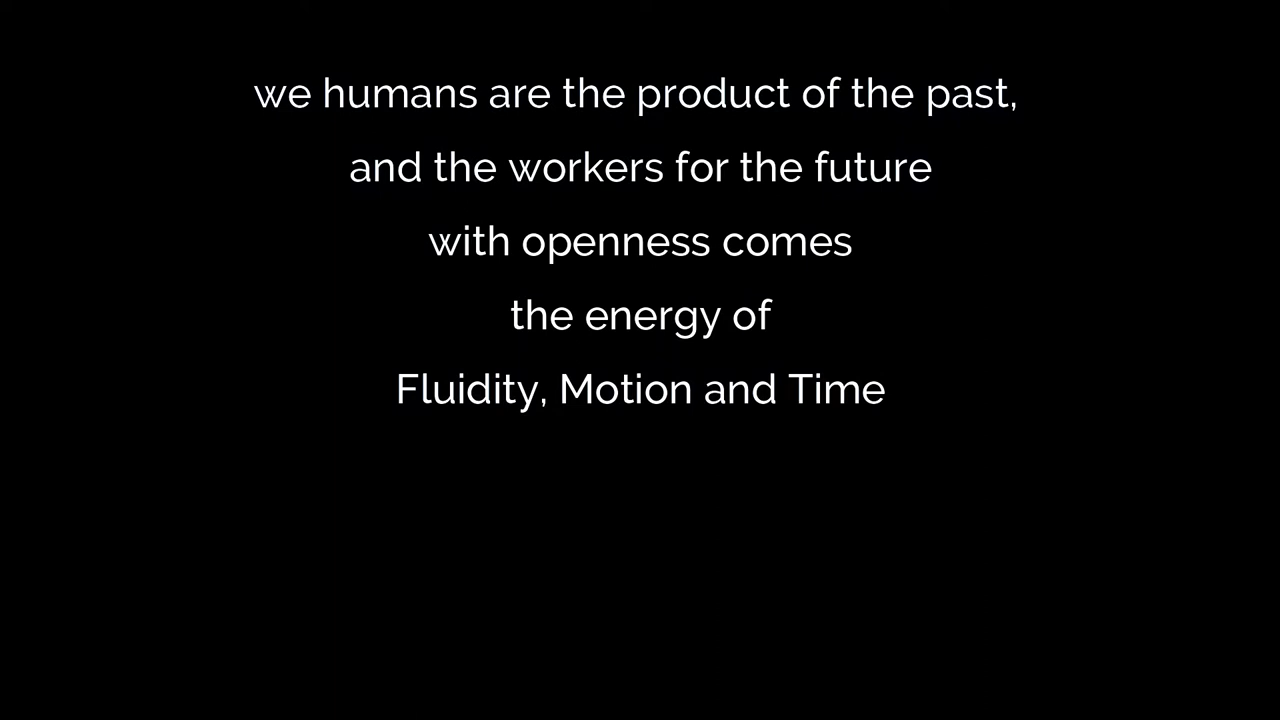 we humans are the product of the past,
and the workers for the future
with openness comes
the energy of
Fluidity, Motion and Time